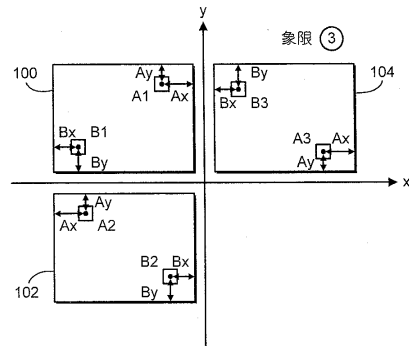 y
象限 ③
100
Ay
A1 Ax
Bx B1
By
By
Bx B3
104
A3 Ax
Ay
x
Ay
Ax A2
B2 Bx
By
102